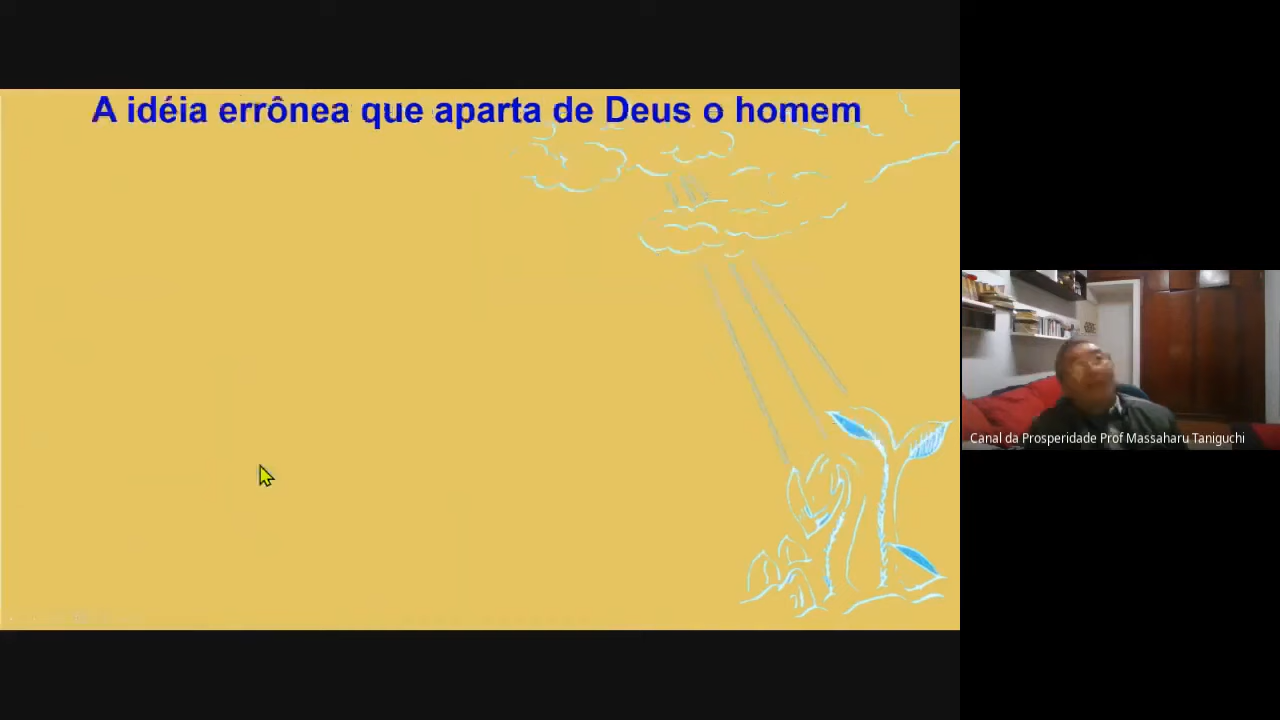 A idéia errônea que aparta de Deus o homem
Canal da Prosperidade Prof Massaharu Taniguchi